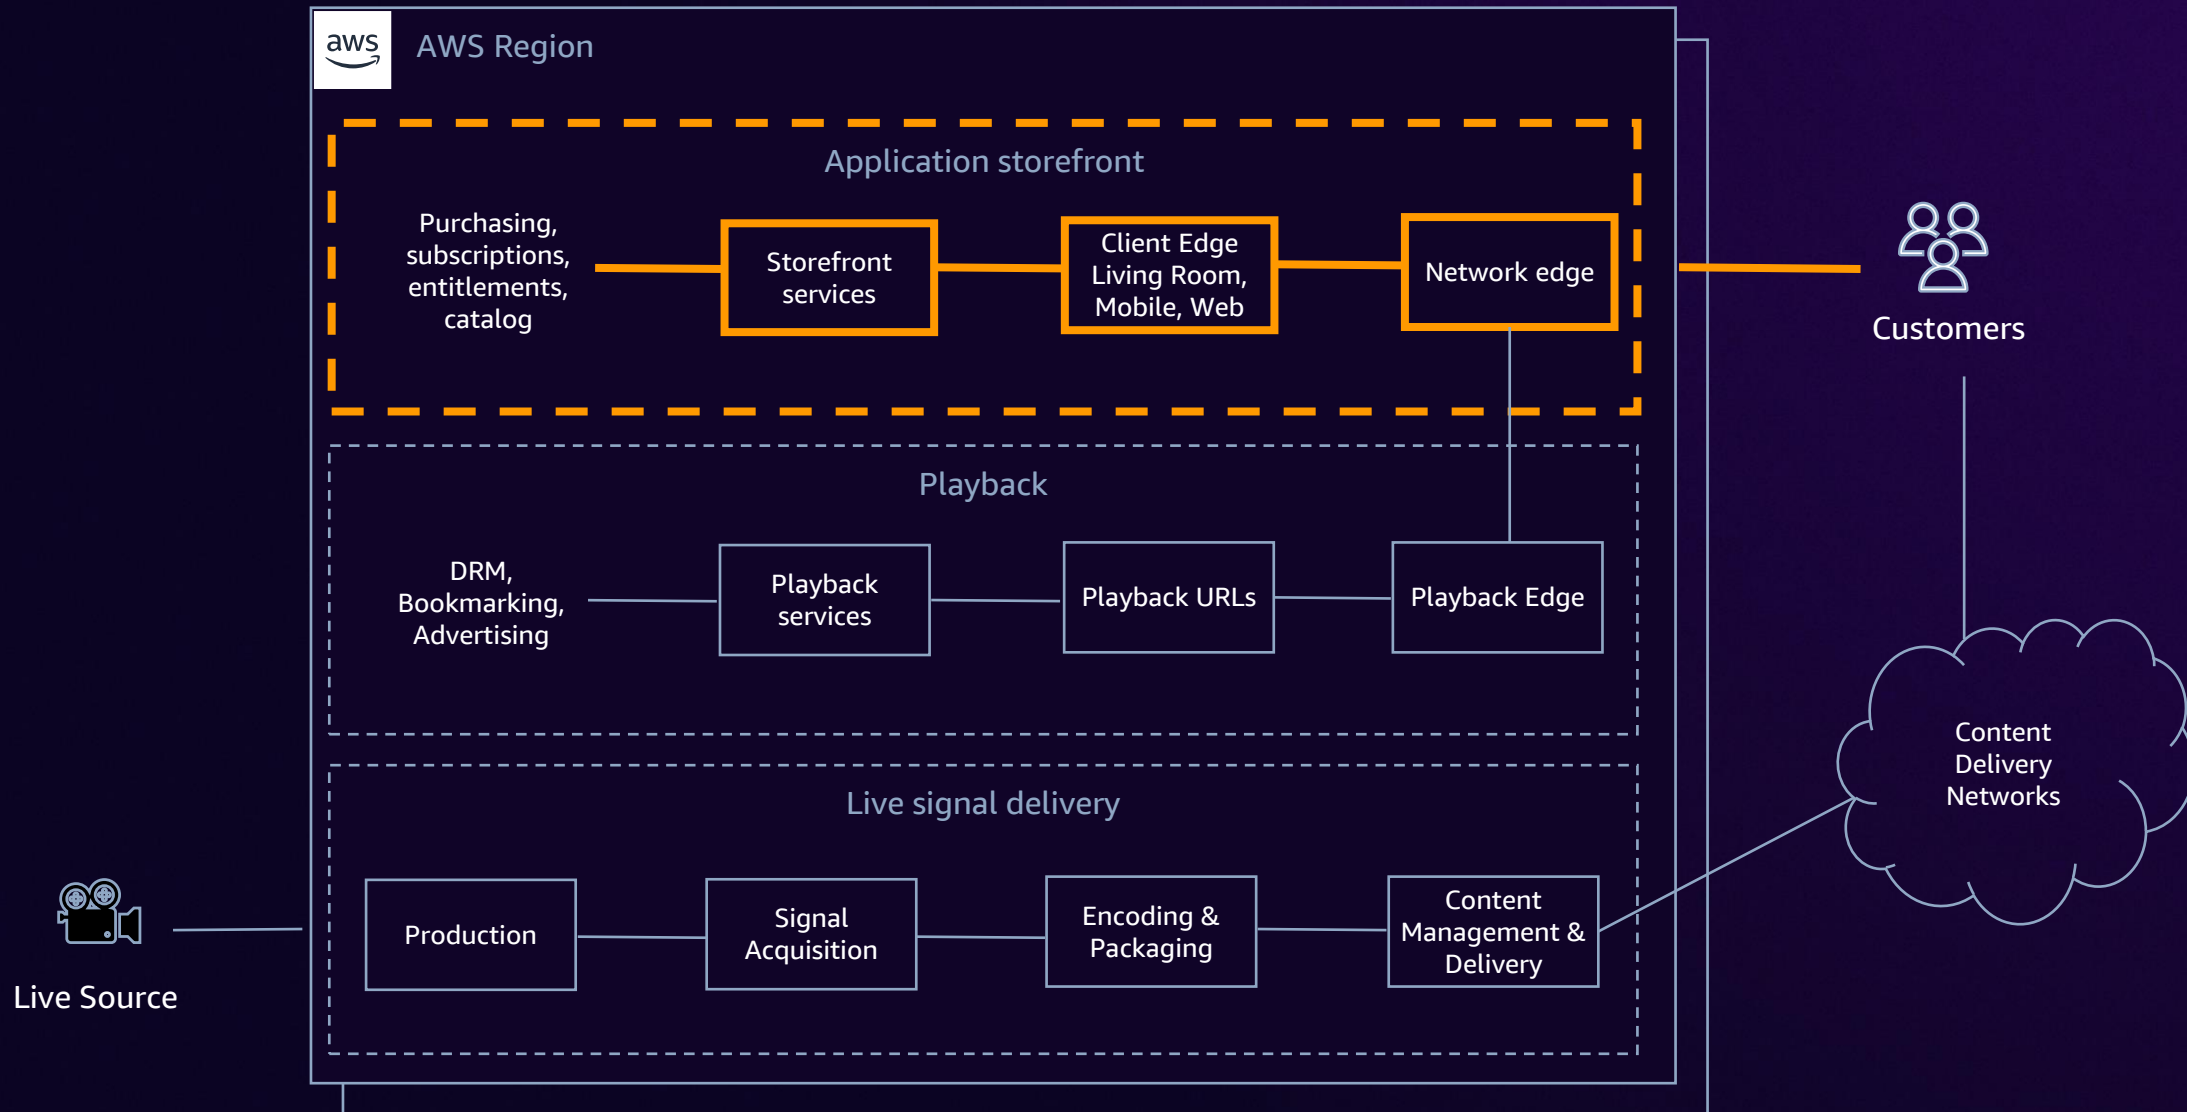 aws
AWS Region
Application storefront
Purchasing,
subscriptions,
entitlements,
catalog
Storefront
services
Client Edge
Living Room,
Mobile, Web
Network edge
Customers
Playback
DRM,
Bookmarking,
Advertising
Playback
services
Playback URLs
Playback Edge
Content
Delivery
Networks
Live signal delivery
Live Source
Production
Signal
Acquisition
Encoding &
Packaging
Content
Management &
Delivery